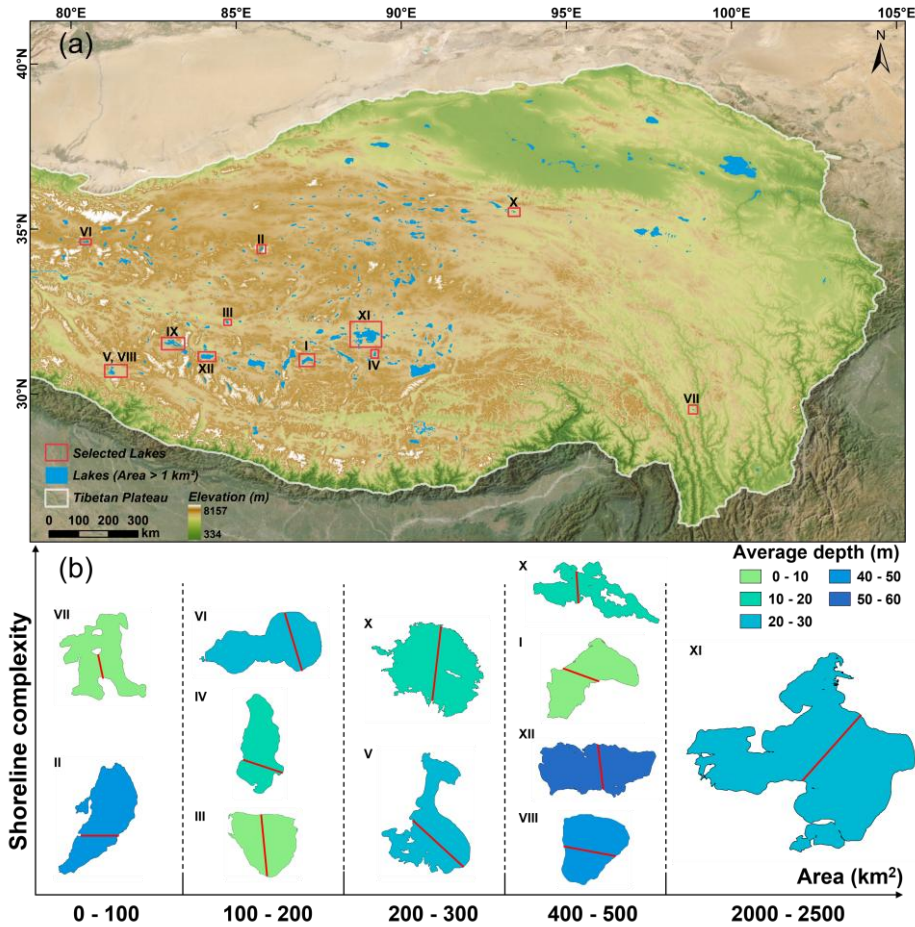 80°E 85°E 90°E 95°E 100°E 105°E
(a)
N
40°N
35°N
30°N
X
VI
II
III
XI
IX
I
IV
V, VIII
XII
VII
Selected Lakes
Lakes (Area > 1 km²)
Tibetan Plateau
Elevation (m)
8157
334
0 100 200 300
km
(b)
Shoreline complexity
Average depth (m)
0 - 10
10 - 20
20 - 30
40 - 50
50 - 60
VII
II
VI
IV
III
X
V
X
I
XII
VIII
XI
Area (km²)
0 - 100
100 - 200
200 - 300
400 - 500
2000 - 2500